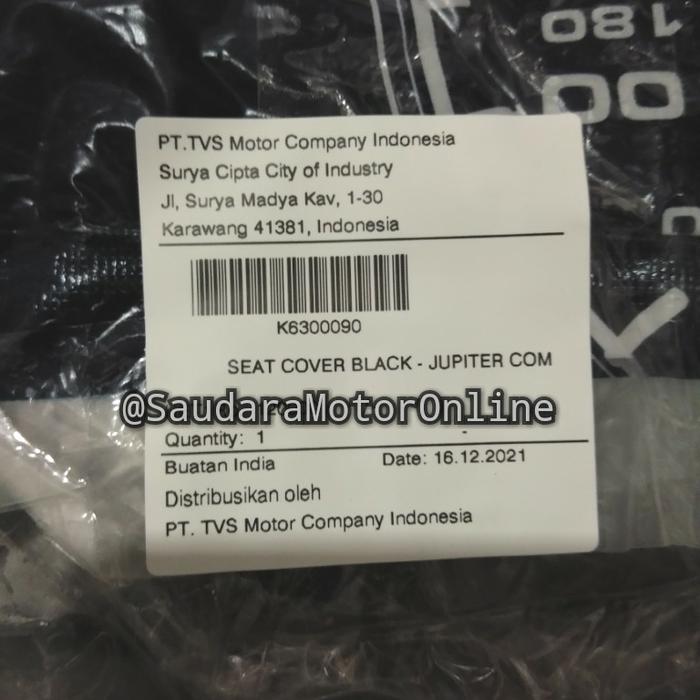 180
00
PT.TVS Motor Company Indonesia
Surya Cipta City of Industry
Jl, Surya Madya Kav, 1-30
Karawang 41381, Indonesia
K6300090
SEAT COVER BLACK - JUPITER COM
@SaudaraMotorOnline
Quantity: 1 -
Buatan India Date: 16.12.2021
Distribusikan oleh
PT. TVS Motor Company Indonesia